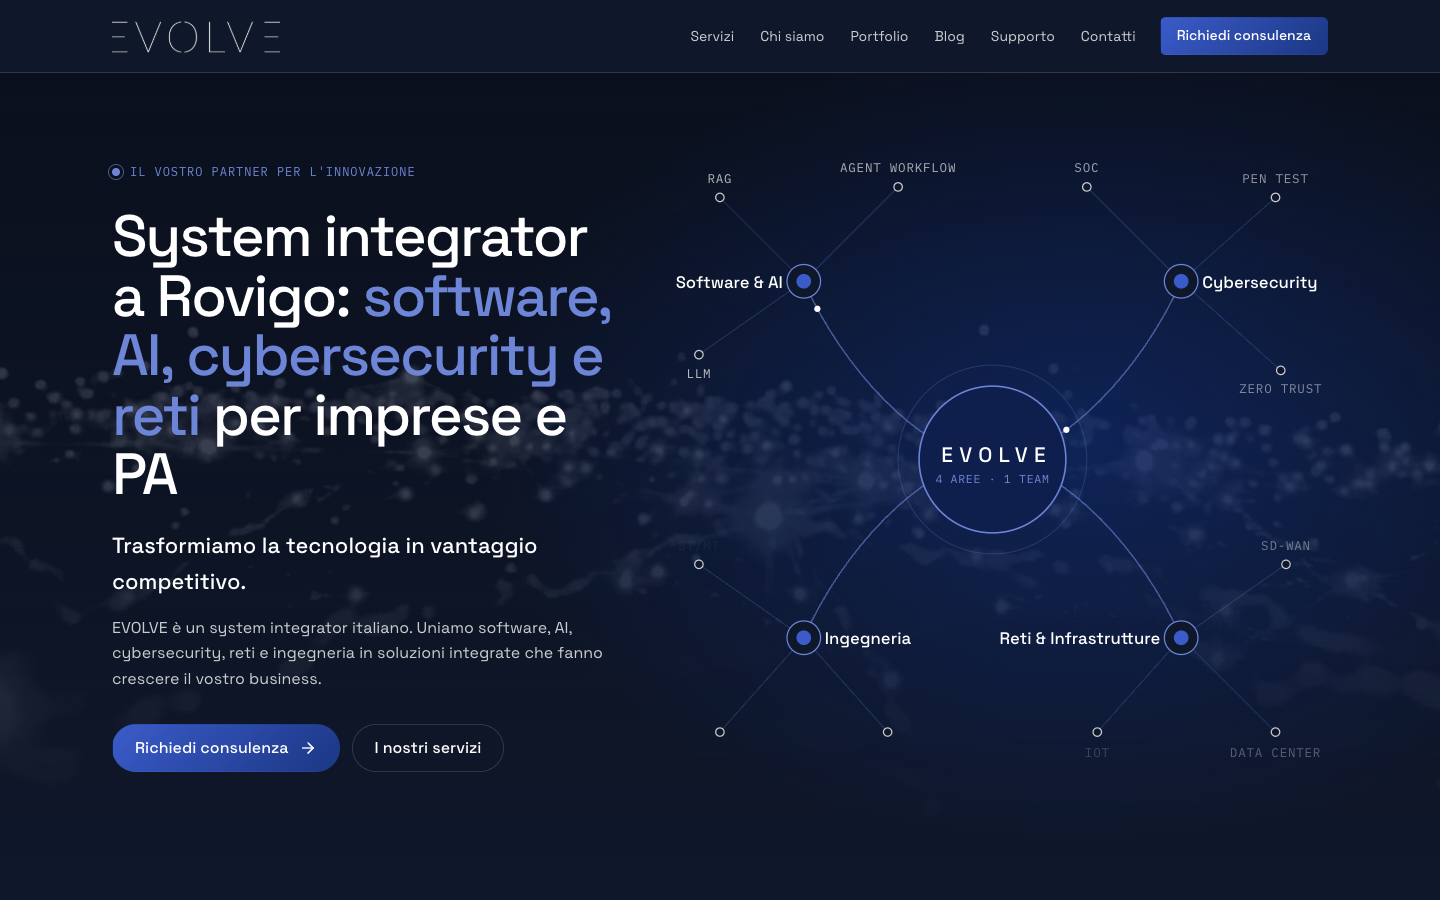 EVOLVE
Servizi
Chi siamo
Portfolio
Blog
Supporto
Contatti
Richiedi consulenza
IL VOSTRO PARTNER PER L'INNOVAZIONE
System integrator
a Rovigo: software,
AI, cybersecurity e
reti per imprese e
PA
Trasformiamo la tecnologia in vantaggio
competitivo.
EVOLVE è un system integrator italiano. Uniamo software, AI,
cybersecurity, reti e ingegneria in soluzioni integrate che fanno
crescere il vostro business.
Richiedi consulenza
I nostri servizi
RAG
AGENT WORKFLOW
SOC
PEN TEST
Software & AI
Cybersecurity
LLM
ZERO TRUST
EVOLVE
4 AREE · 1 TEAM
SD-WAN
Ingegneria
Reti & Infrastrutture
IOT
DATA CENTER